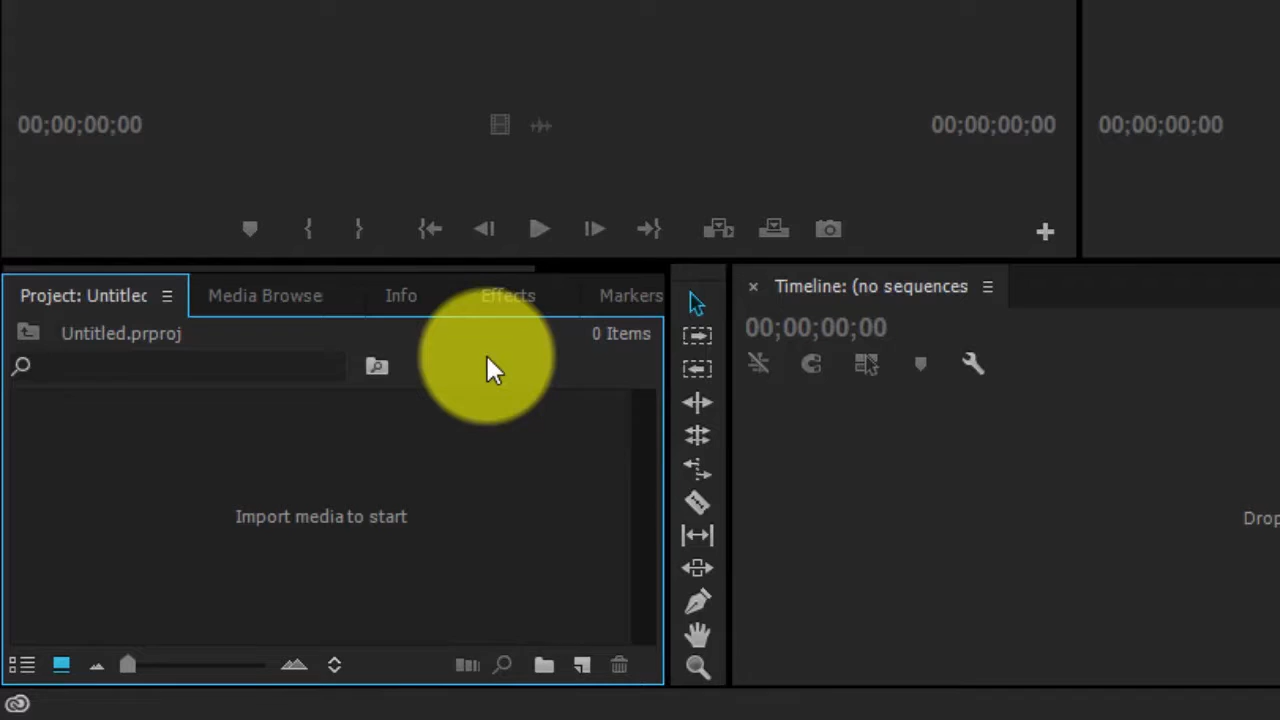 00;00;00;00
00;00;00;00
00;00;00;00
Project: Untitlec
Media Browse
Info
Effects
Markers
Untitled.prproj
0 Items
Import media to start
Timeline: (no sequences
00;00;00;00
Drop